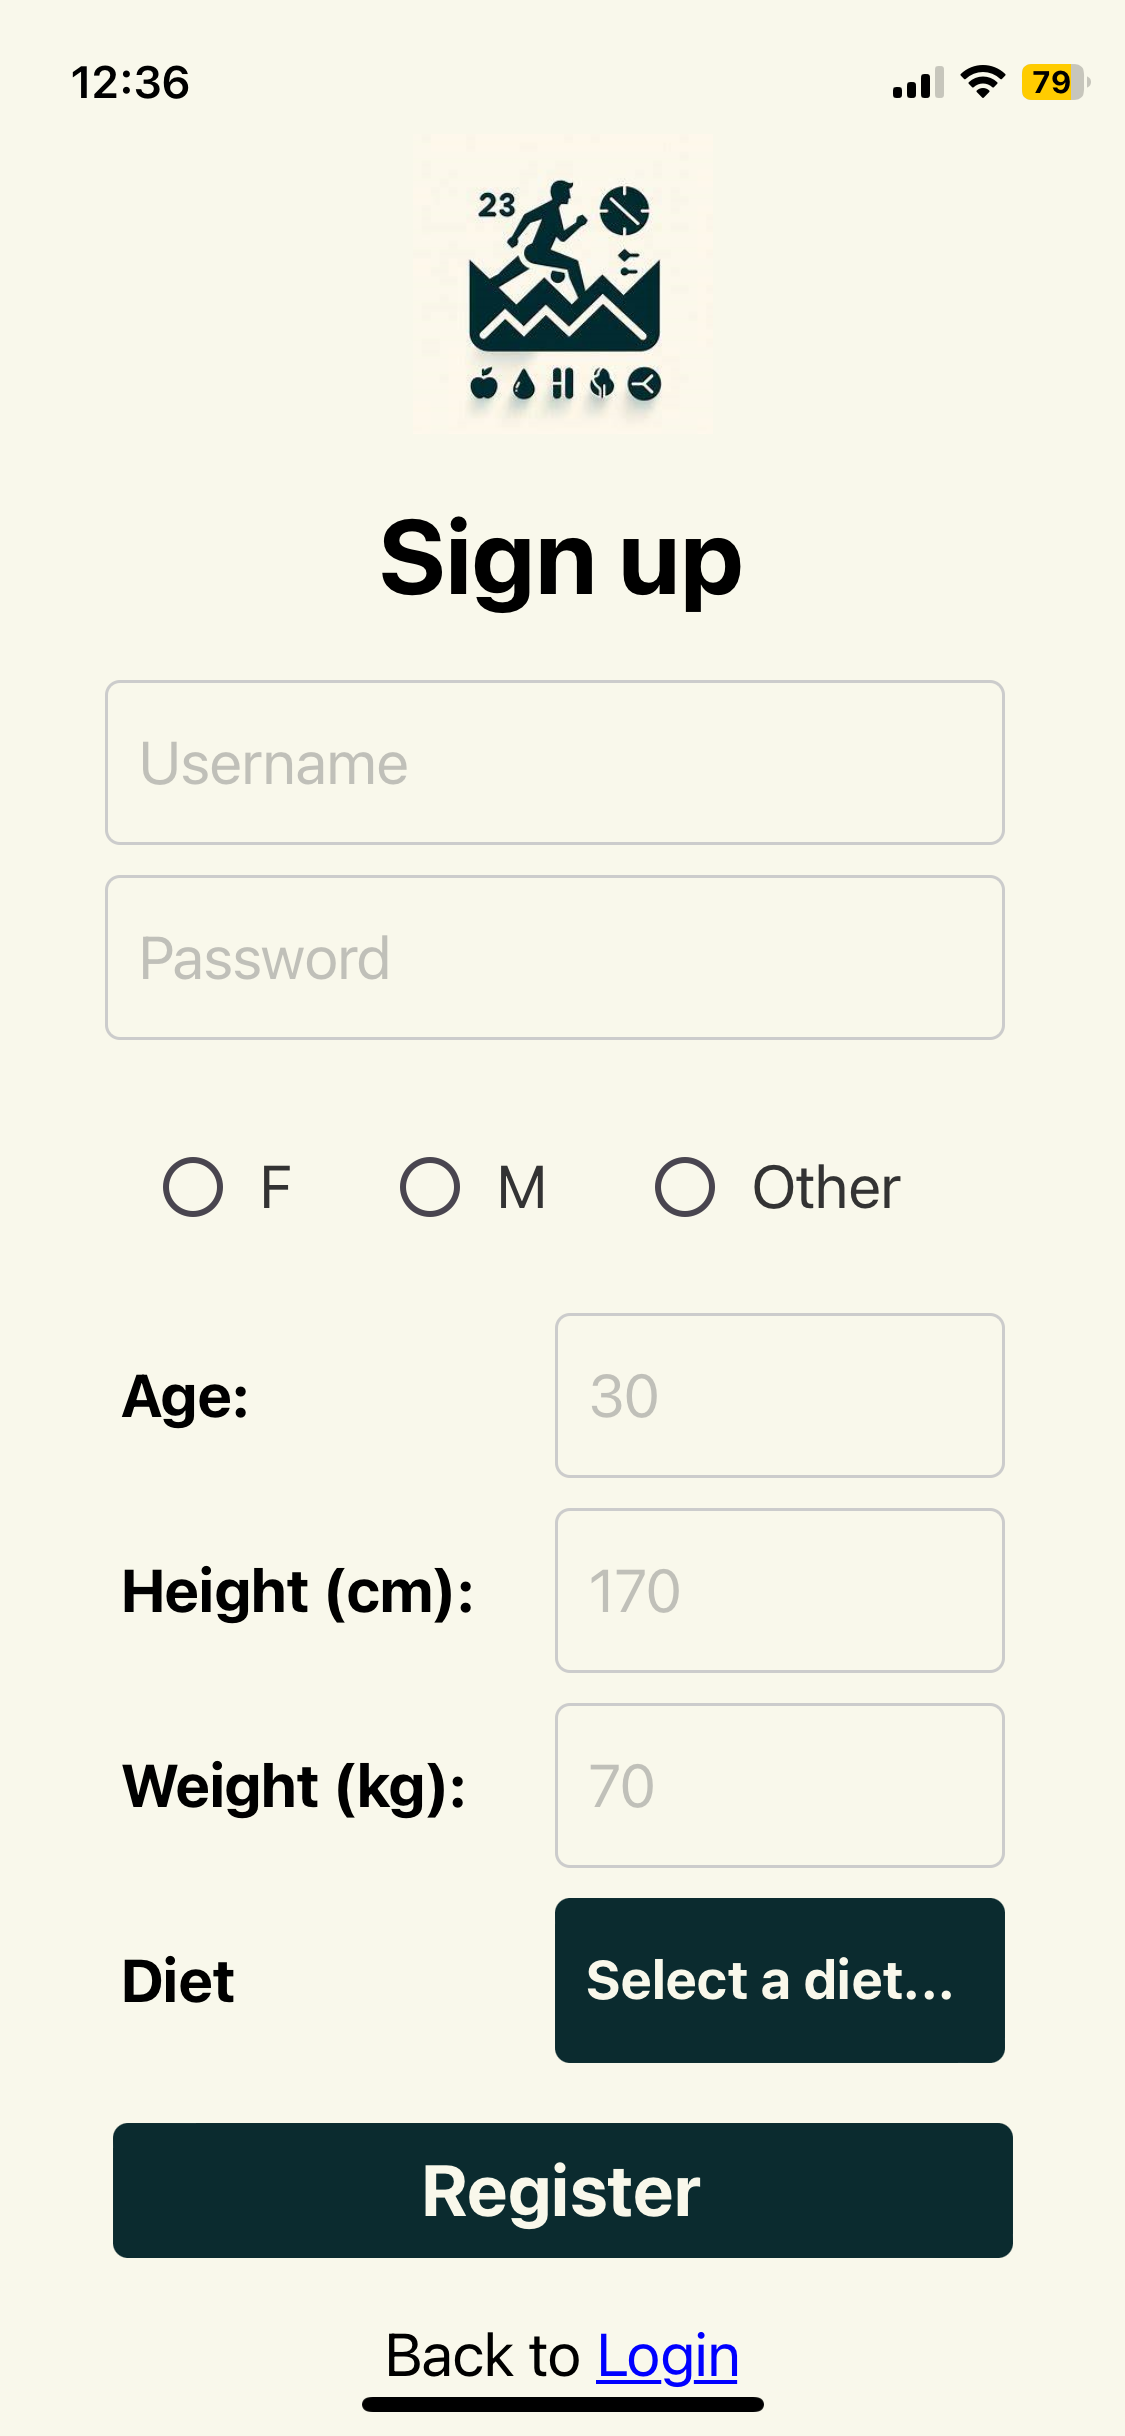 12:36
79
23
Sign up
Username
Password
F M Other
Age: 30
Height (cm): 170
Weight (kg): 70
Diet Select a diet...
Register
Back to Login